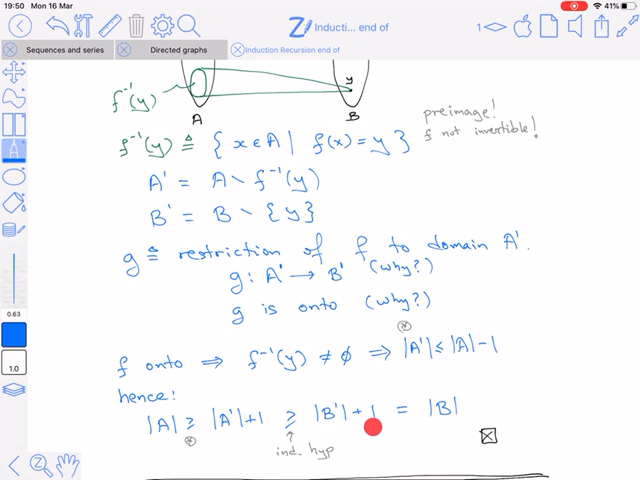 19:50 Mon 16 Mar
41%
Induction… end of
1
Sequences and series
Directed graphs
Induction Recursion end of
f⁻¹(y)
y
A
B
f⁻¹(y) ≜ { x ∈ A | f(x) = y }
preimage!
f not invertible!
A' = A \ f⁻¹(y)
B' = B \ {y}
g ≜ restriction of f to domain A'.
g: A' → B' (why?)
g is onto (why?)
f onto ⟹ f⁻¹(y) ≠ ∅ ⟹ |A'| ≤ |A| - 1
hence:
|A| ≥ |A'| + 1 ≥ |B'| + 1 = |B|
ind. hyp
0.63
1.0